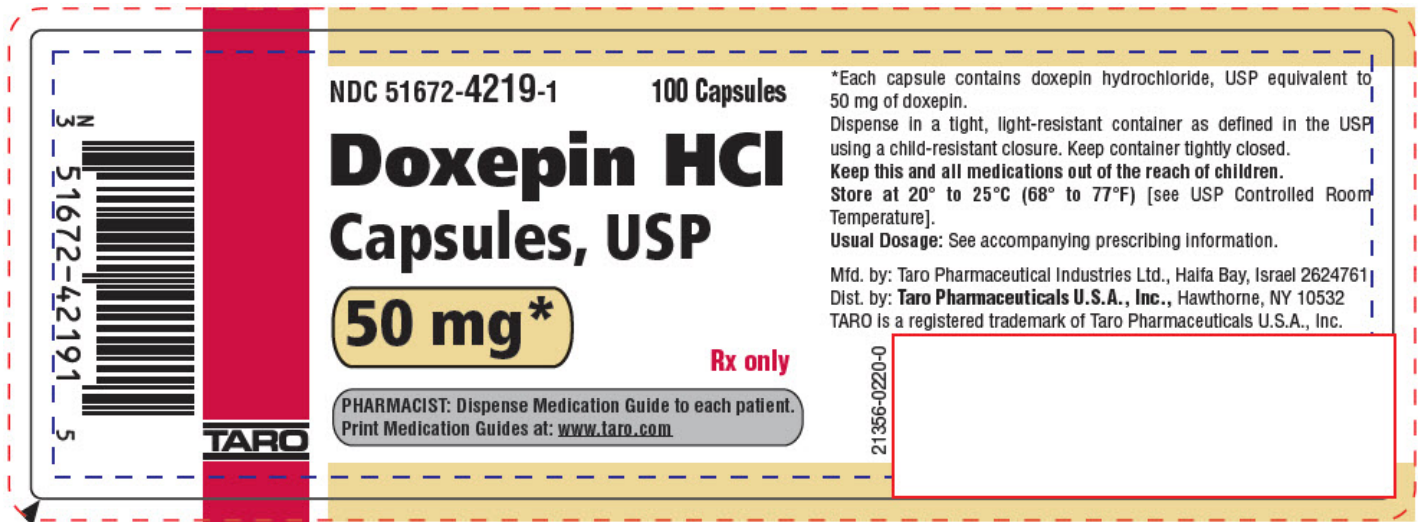 N
3 51672-42191 5
TARO
NDC 51672-4219-1 100 Capsules
Doxepin HCl
Capsules, USP
50 mg*
Rx only
PHARMACIST: Dispense Medication Guide to each patient.
Print Medication Guides at: www.taro.com
*Each capsule contains doxepin hydrochloride, USP equivalent to
50 mg of doxepin.
Dispense in a tight, light-resistant container as defined in the USP
using a child-resistant closure. Keep container tightly closed.
Keep this and all medications out of the reach of children.
Store at 20° to 25°C (68° to 77°F) [see USP Controlled Room
Temperature].
Usual Dosage: See accompanying prescribing information.
Mfd. by: Taro Pharmaceutical Industries Ltd., Haifa Bay, Israel 2624761
Dist. by: Taro Pharmaceuticals U.S.A., Inc., Hawthorne, NY 10532
TARO is a registered trademark of Taro Pharmaceuticals U.S.A., Inc.
21356-0220-0